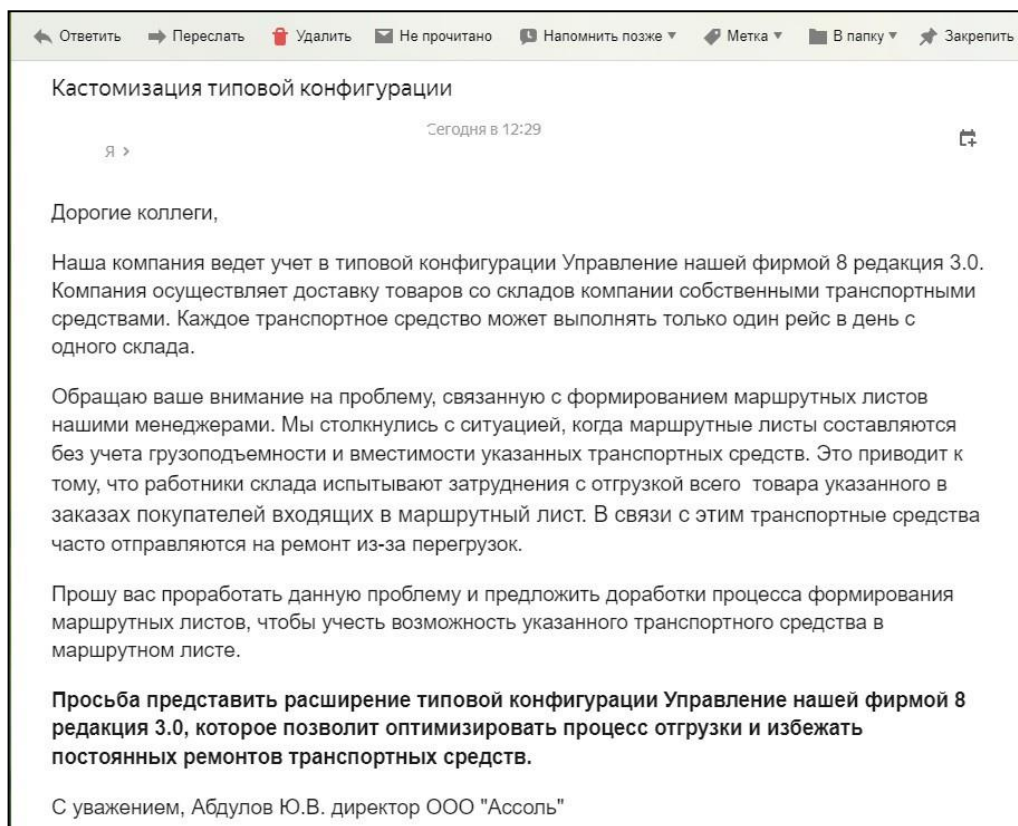 Ответить Переслать Удалить Не прочитано Напомнить позже Метка В папку Закрепить
Кастомизация типовой конфигурации
Сегодня в 12:29
Я >
Дорогие коллеги,
Наша компания ведет учет в типовой конфигурации Управление нашей фирмой 8 редакция 3.0.
Компания осуществляет доставку товаров со складов компании собственными транспортными
средствами. Каждое транспортное средство может выполнять только один рейс в день с
одного склада.
Обращаю ваше внимание на проблему, связанную с формированием маршрутных листов
нашими менеджерами. Мы столкнулись с ситуацией, когда маршрутные листы составляются
без учета грузоподъемности и вместимости указанных транспортных средств. Это приводит к
тому, что работники склада испытывают затруднения с отгрузкой всего товара указанного в
заказах покупателей входящих в маршрутный лист. В связи с этим транспортные средства
часто отправляются на ремонт из-за перегрузок.
Прошу вас проработать данную проблему и предложить доработки процесса формирования
маршрутных листов, чтобы учесть возможность указанного транспортного средства в
маршрутном листе.
Просьба представить расширение типовой конфигурации Управление нашей фирмой 8
редакция 3.0, которое позволит оптимизировать процесс отгрузки и избежать
постоянных ремонтов транспортных средств.
С уважением, Абдулов Ю.В. директор ООО "Ассоль"